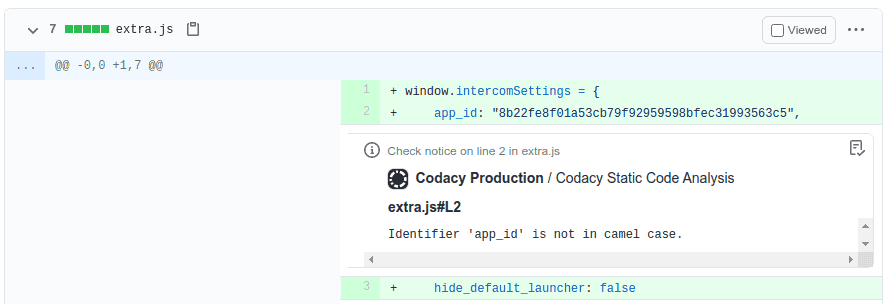 7 extra.js Viewed ...
... @@ -0,0 +1,7 @@
1 + window.intercomSettings = {
2 + app_id: "8b22fe8f01a53cb79f92959598bfec31993563c5",
Check notice on line 2 in extra.js
Codacy Production / Codacy Static Code Analysis
extra.js#L2
Identifier 'app_id' is not in camel case.
3 + hide_default_launcher: false